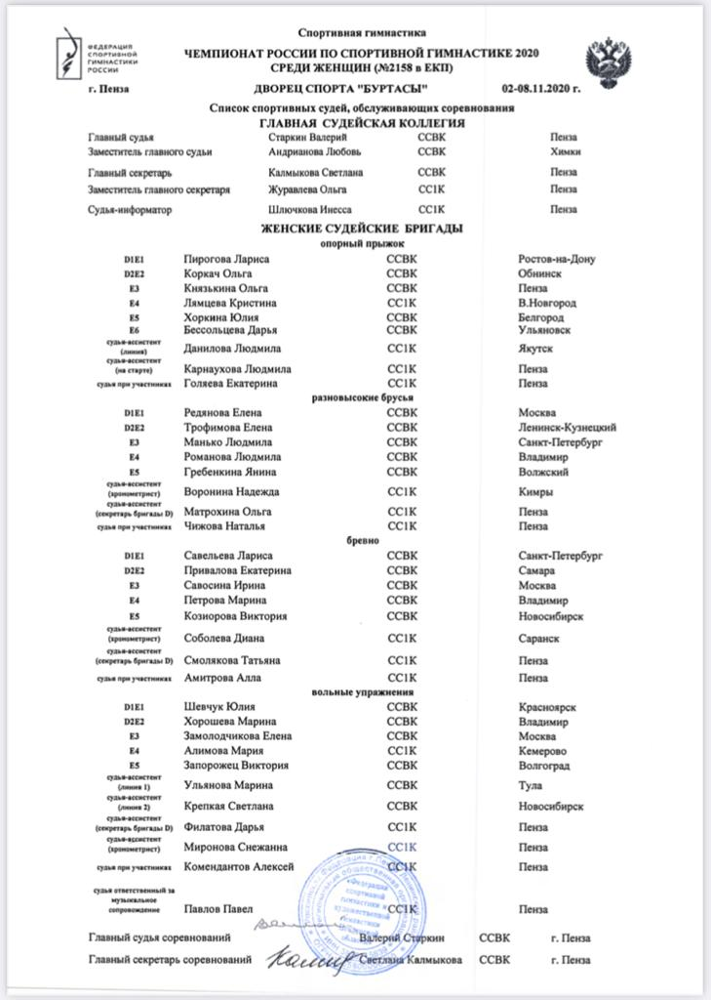 Спортивная гимнастика
ФЕДЕРАЦИЯ
СПОРТИВНОЙ
ГИМНАСТИКИ
РОССИИ
ЧЕМПИОНАТ РОССИИ ПО СПОРТИВНОЙ ГИМНАСТИКЕ 2020
СРЕДИ ЖЕНЩИН (№2158 в ЕКП)
г. Пенза ДВОРЕЦ СПОРТА "БУРТАСЫ" 02-08.11.2020 г.
Список спортивных судей, обслуживающих соревнования
ГЛАВНАЯ СУДЕЙСКАЯ КОЛЛЕГИЯ
Главный судья Старкин Валерий ССВК Пенза
Заместитель главного судьи Андрианова Любовь ССВК Химки
Главный секретарь Калмыкова Светлана ССВК Пенза
Заместитель главного секретаря Журавлева Ольга СС1К Пенза
Судья-информатор Шлючкова Инесса СС1К Пенза
ЖЕНСКИЕ СУДЕЙСКИЕ БРИГАДЫ
опорный прыжок
D1E1 Пирогова Лариса ССВК Ростов-на-Дону
D2E2 Коркач Ольга ССВК Обнинск
E3 Князькина Ольга ССВК Пенза
E4 Лямцева Кристина СС1К В.Новгород
E5 Хоркина Юлия ССВК Белгород
E6 Бессольцева Дарья ССВК Ульяновск
судья-ассистент
(линия) Данилова Людмила СС1К Якутск
судья-ассистент
(на старте) Карнаухова Людмила СС1К Пенза
судья при участниках Голяева Екатерина СС1К Пенза
разновысокие брусья
D1E1 Редянова Елена ССВК Москва
D2E2 Трофимова Елена ССВК Ленинск-Кузнецкий
E3 Манько Людмила ССВК Санкт-Петербург
E4 Романова Людмила ССВК Владимир
E5 Гребенкина Янина ССВК Волжский
судья-ассистент
(хронометрист) Воронина Надежда СС1К Кимры
судья-ассистент
(секретарь бригады D) Матрохина Ольга СС1К Пенза
судья при участниках Чижова Наталья СС1К Пенза
бревно
D1E1 Савельева Лариса ССВК Санкт-Петербург
D2E2 Привалова Екатерина ССВК Самара
E3 Савосина Ирина ССВК Москва
E4 Петрова Марина ССВК Владимир
E5 Козиорова Виктория ССВК Новосибирск
судья-ассистент
(хронометрист) Соболева Диана СС1К Саранск
судья-ассистент
(секретарь бригады D) Смолякова Татьяна СС1К Пенза
судья при участниках Амитрова Алла СС1К Пенза
вольные упражнения
D1E1 Шевчук Юлия ССВК Красноярск
D2E2 Хорошева Марина ССВК Владимир
E3 Замолодчикова Елена ССВК Москва
E4 Алимова Мария СС1К Кемерово
E5 Запорожец Виктория ССВК Волгоград
судья-ассистент
(линия 1) Ульянова Марина ССВК Тула
судья-ассистент
(линия 2) Крепкая Светлана ССВК Новосибирск
судья-ассистент
(секретарь бригады D) Филатова Дарья СС1К Пенза
судья-ассистент
(хронометрист) Миронова Снежанна СС1К Пенза
судья при участниках Комендантов Алексей СС1К Пенза
судья ответственный за
музыкальное
сопровождение Павлов Павел СС1К Пенза
Главный судья соревнований Валерий Старкин ССВК г. Пенза
Главный секретарь соревнований Светлана Калмыкова ССВК г. Пенза
«Федерация
спортивной
гимнастики и
художественной
гимнастики